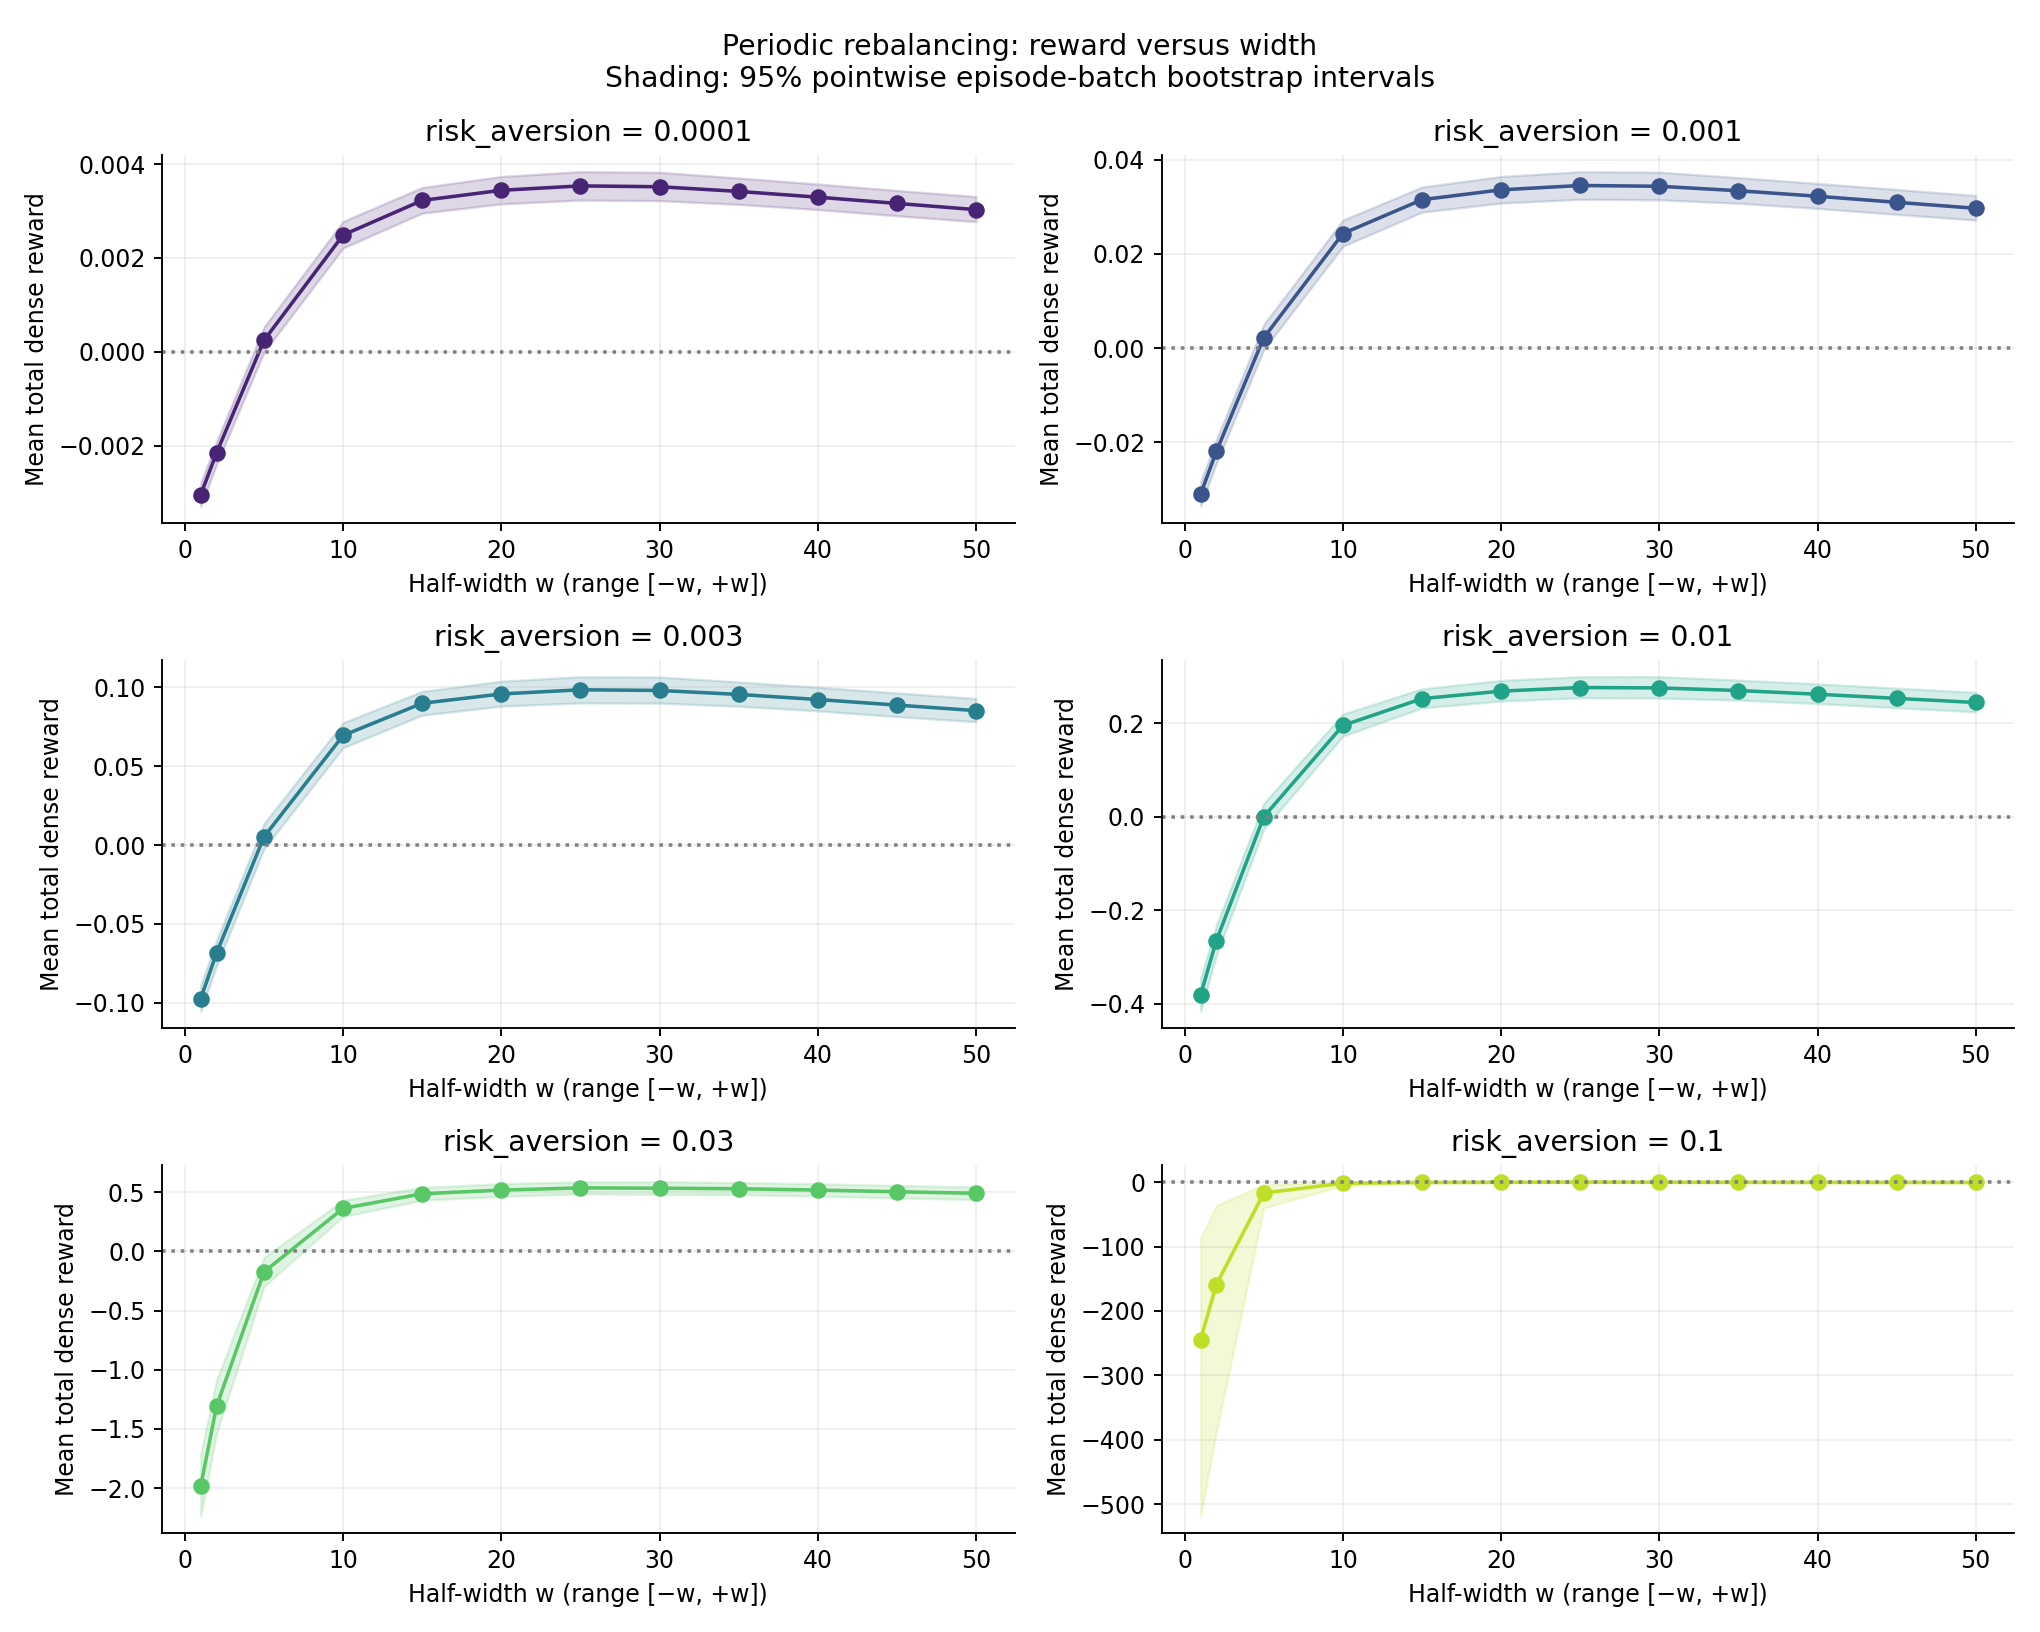 Periodic rebalancing: reward versus width
Shading: 95% pointwise episode-batch bootstrap intervals
risk_aversion = 0.0001
Mean total dense reward
0.004
0.002
0.000
−0.002
0 10 20 30 40 50
Half-width w (range [−w, +w])
risk_aversion = 0.001
Mean total dense reward
0.04
0.02
0.00
−0.02
0 10 20 30 40 50
Half-width w (range [−w, +w])
risk_aversion = 0.003
Mean total dense reward
0.10
0.05
0.00
−0.05
−0.10
0 10 20 30 40 50
Half-width w (range [−w, +w])
risk_aversion = 0.01
Mean total dense reward
0.2
0.0
−0.2
−0.4
0 10 20 30 40 50
Half-width w (range [−w, +w])
risk_aversion = 0.03
Mean total dense reward
0.5
0.0
−0.5
−1.0
−1.5
−2.0
0 10 20 30 40 50
Half-width w (range [−w, +w])
risk_aversion = 0.1
Mean total dense reward
0
−100
−200
−300
−400
−500
0 10 20 30 40 50
Half-width w (range [−w, +w])